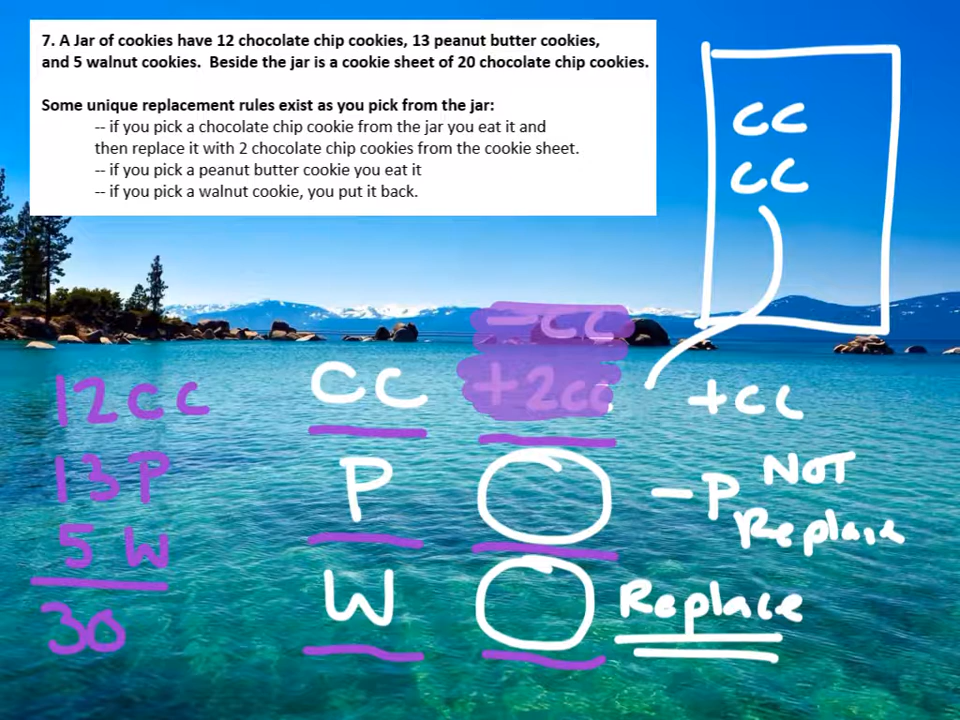 7. A Jar of cookies have 12 chocolate chip cookies, 13 peanut butter cookies,
and 5 walnut cookies. Beside the jar is a cookie sheet of 20 chocolate chip cookies.
Some unique replacement rules exist as you pick from the jar:
-- if you pick a chocolate chip cookie from the jar you eat it and
then replace it with 2 chocolate chip cookies from the cookie sheet.
-- if you pick a peanut butter cookie you eat it
-- if you pick a walnut cookie, you put it back.
CC
CC
-CC
12CC CC +2CC +CC
13P P -P NOT
Replace
5 W W Replace
30